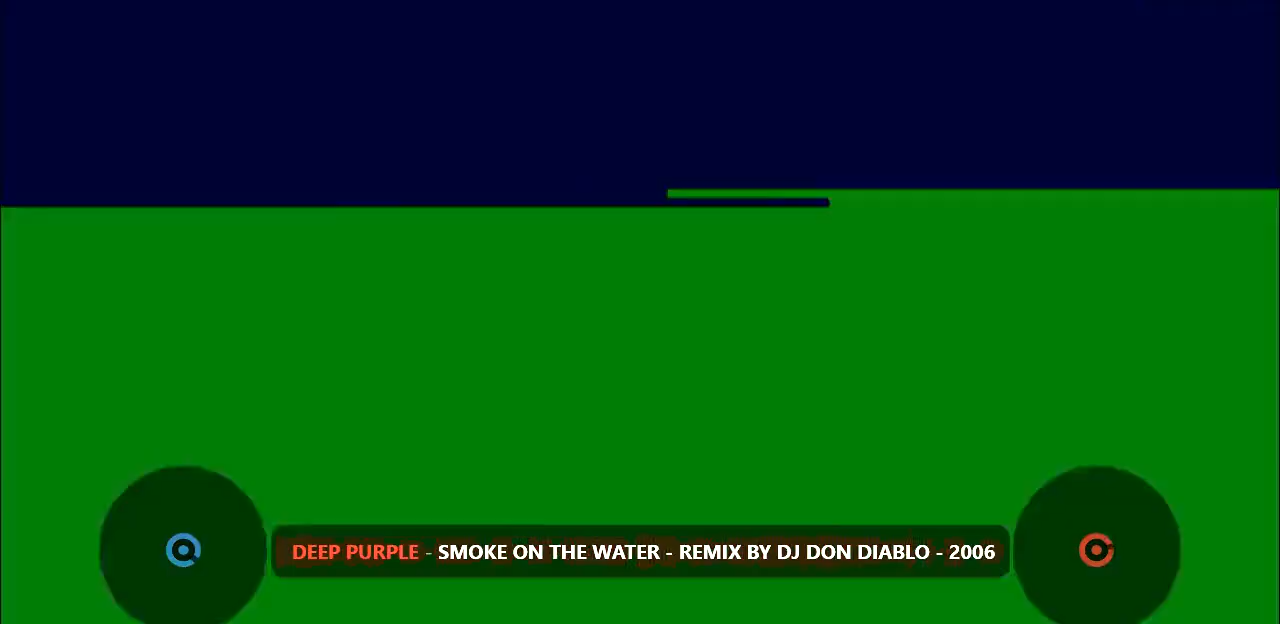 DEEP PURPLE - SMOKE ON THE WATER - REMIX BY DJ DON DIABLO - 2006